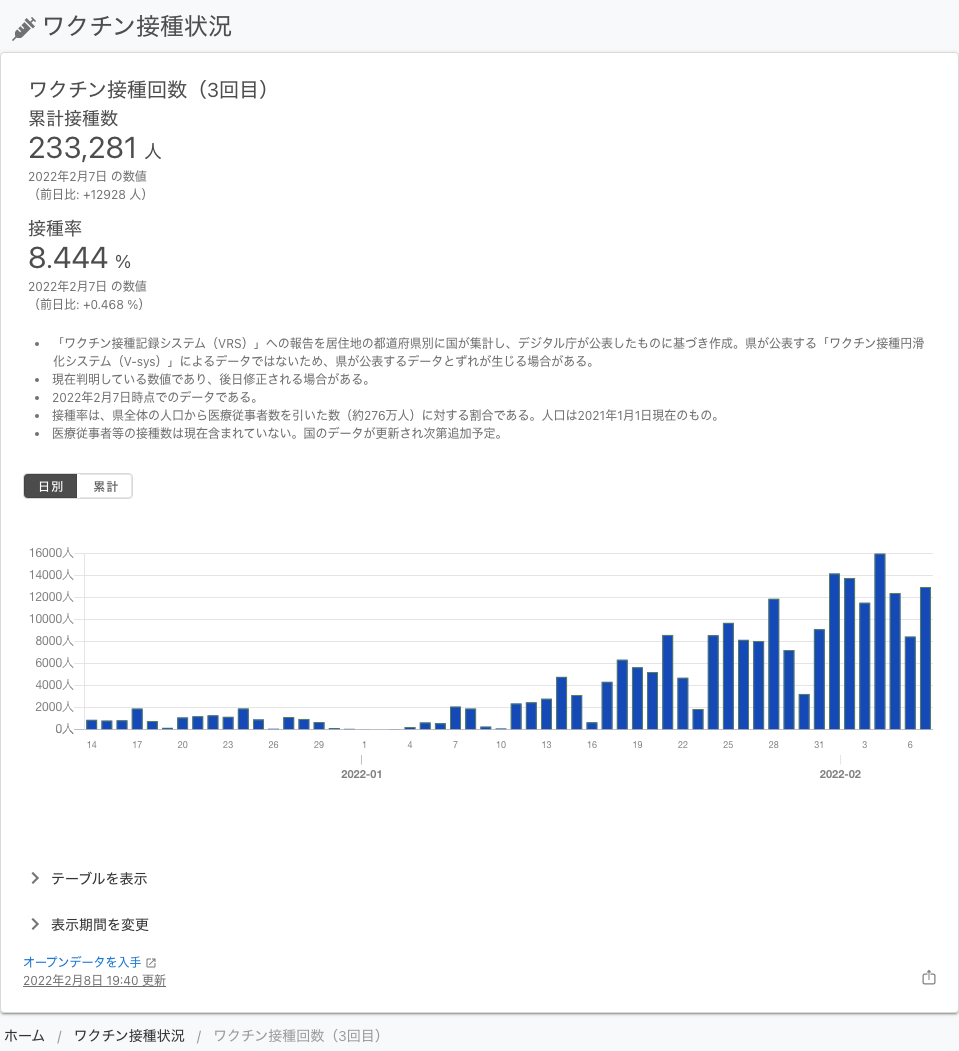 ワクチン接種状況
ワクチン接種回数（3回目）
累計接種数
233,281 人
2022年2月7日 の数値
（前日比: +12928 人）
接種率
8.444 %
2022年2月7日 の数値
（前日比: +0.468 %）
「ワクチン接種記録システム（VRS）」への報告を居住地の都道府県別に国が集計し、デジタル庁が公表したものに基づき作成。県が公表する「ワクチン接種円滑
化システム（V-sys）」によるデータではないため、県が公表するデータとずれが生じる場合がある。
現在判明している数値であり、後日修正される場合がある。
2022年2月7日時点でのデータである。
接種率は、県全体の人口から医療従事者数を引いた数（約276万人）に対する割合である。人口は2021年1月1日現在のもの。
医療従事者等の接種数は現在含まれていない。国のデータが更新され次第追加予定。
日別 累計
16000人
14000人
12000人
10000人
8000人
6000人
4000人
2000人
0人
14 17 20 23 26 29 1 4 7 10 13 16 19 22 25 28 31 3 6
2022-01 2022-02
テーブルを表示
表示期間を変更
オープンデータを入手
2022年2月8日 19:40 更新
ホーム / ワクチン接種状況 / ワクチン接種回数（3回目）